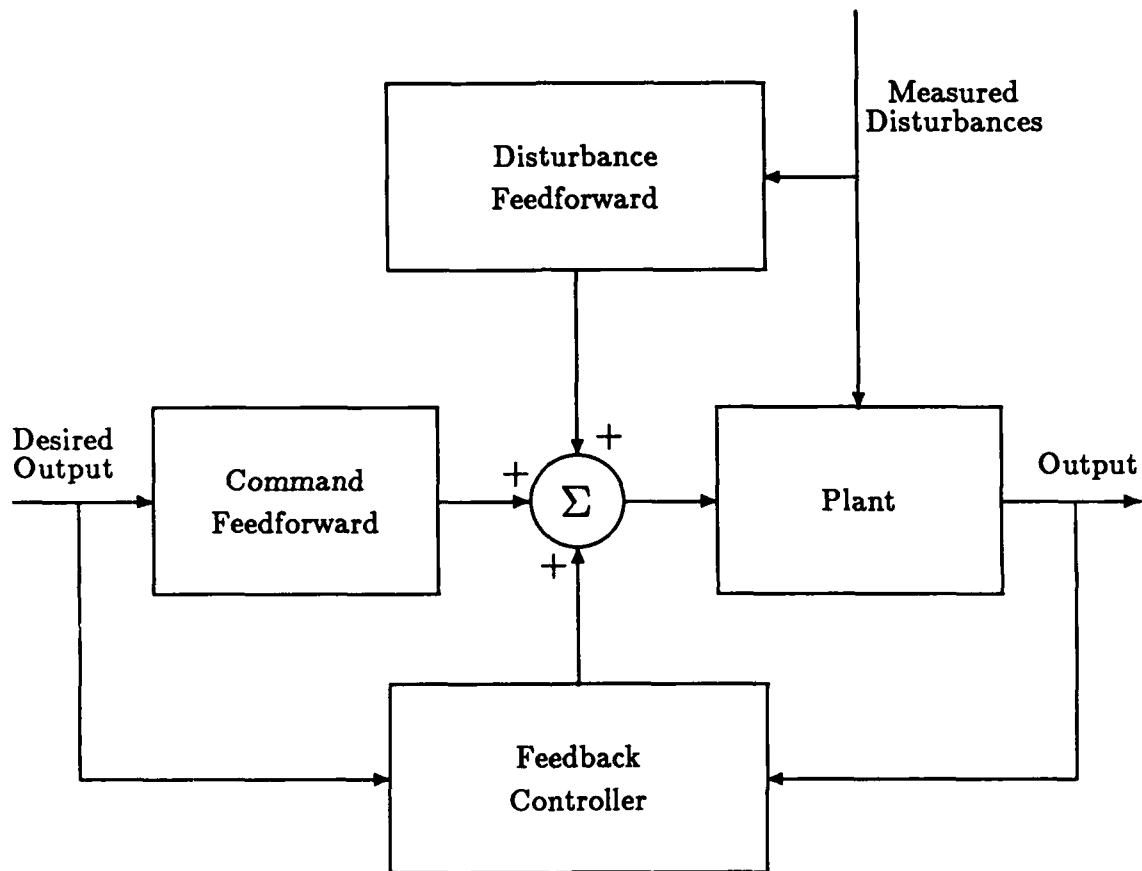 Measured
Disturbances
Disturbance
Feedforward
Desired
Output
Command
Feedforward
+
+
+
Σ
Plant
Output
Feedback
Controller